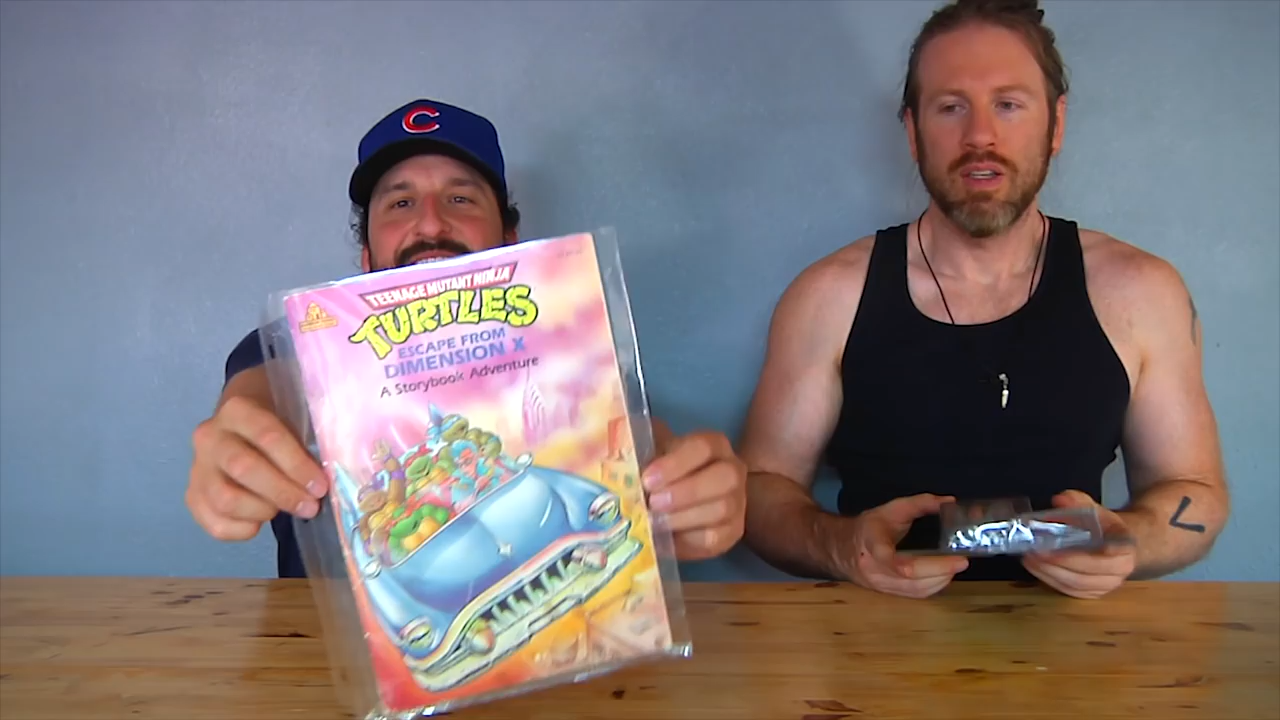 C
TEENAGE MUTANT NINJA
TURTLES
ESCAPE FROM
DIMENSION X
A Storybook Adventure